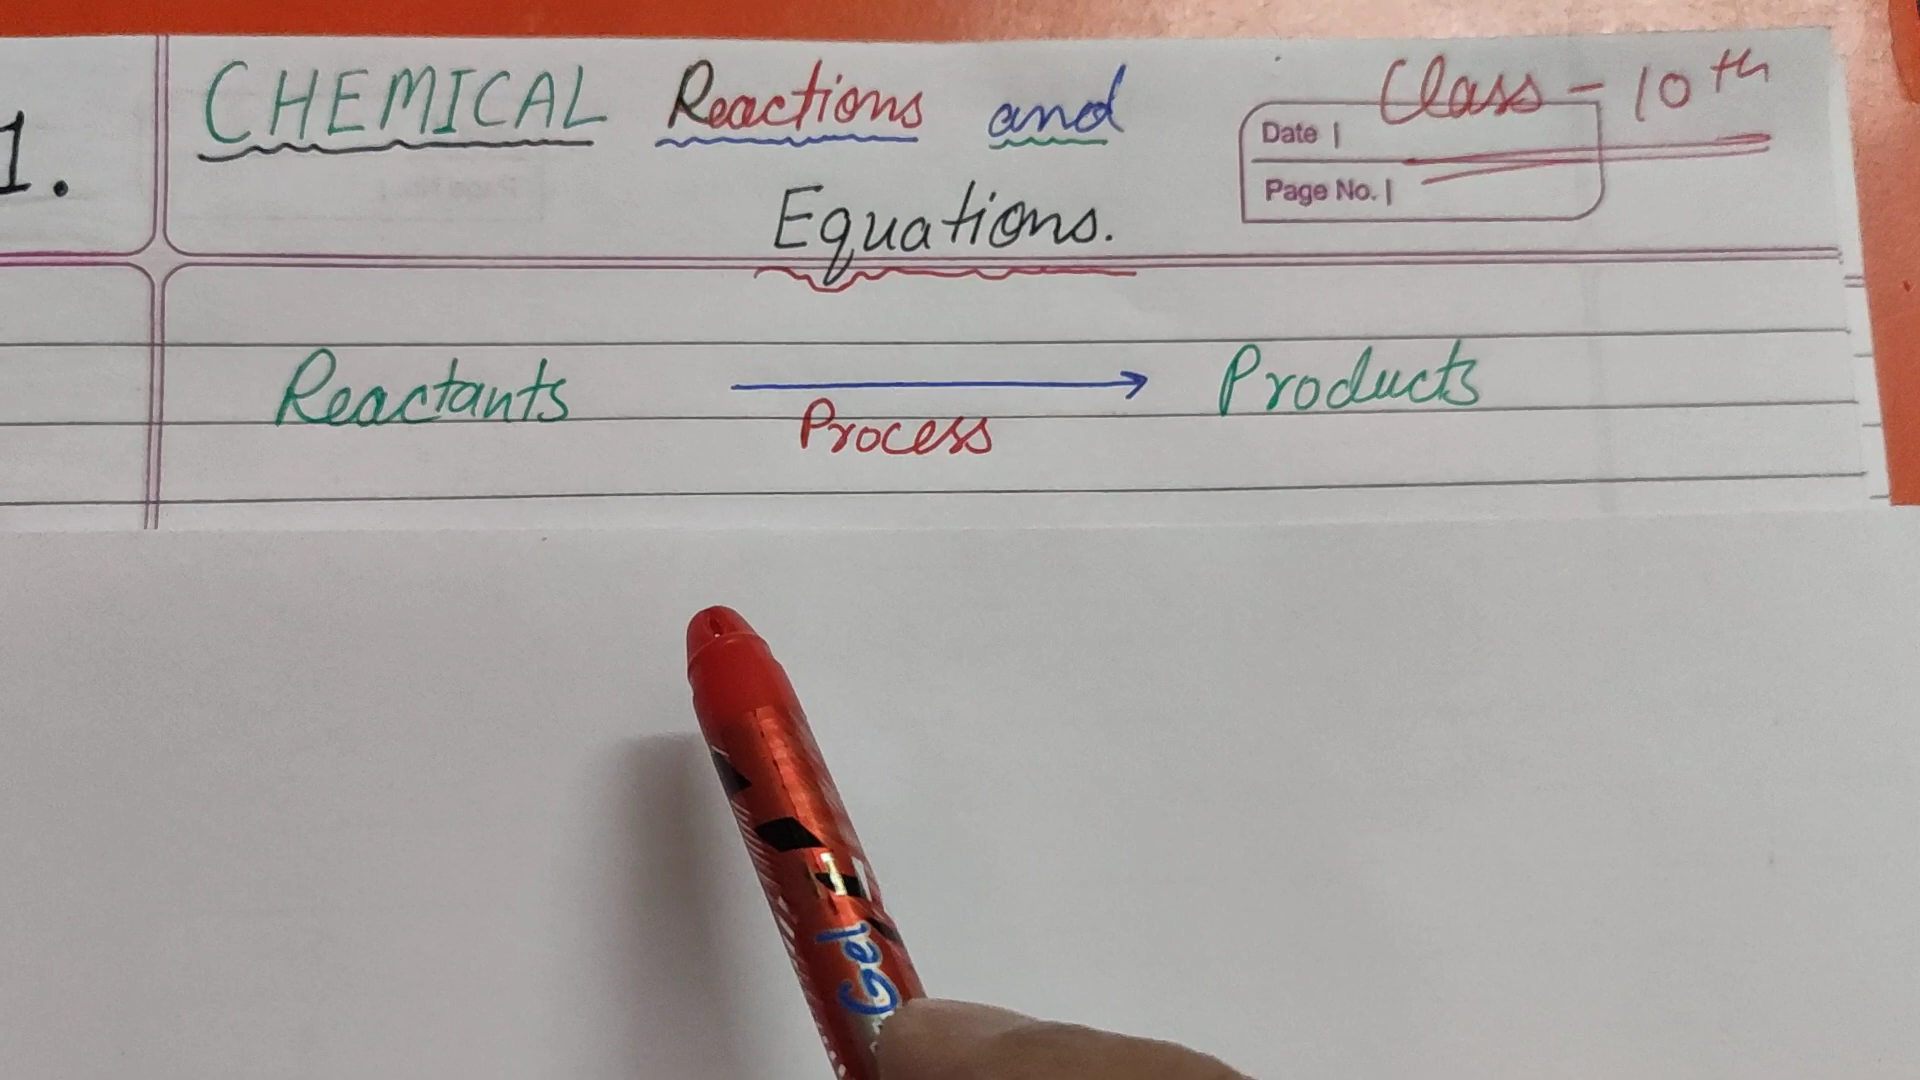 1.
CHEMICAL Reactions and
Equations.
Class - 10th
Date
Page No.
Reactants → Products
Process
Gel